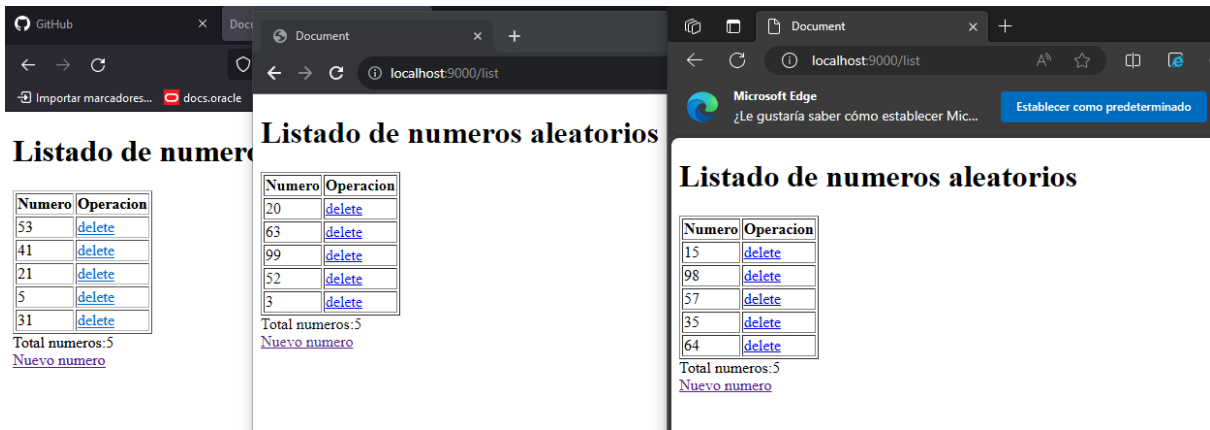 GitHub
Docu
Importar marcadores...
docs.oracle
Listado de numero
Numero Operacion
53 delete
41 delete
21 delete
5 delete
31 delete
Total numeros:5
Nuevo numero
Document
localhost:9000/list
Listado de numeros aleatorios
Numero Operacion
20 delete
63 delete
99 delete
52 delete
3 delete
Total numeros:5
Nuevo numero
Document
localhost:9000/list
Microsoft Edge
¿Le gustaría saber cómo establecer Mic...
Establecer como predeterminado
Listado de numeros aleatorios
Numero Operacion
15 delete
98 delete
57 delete
35 delete
64 delete
Total numeros:5
Nuevo numero